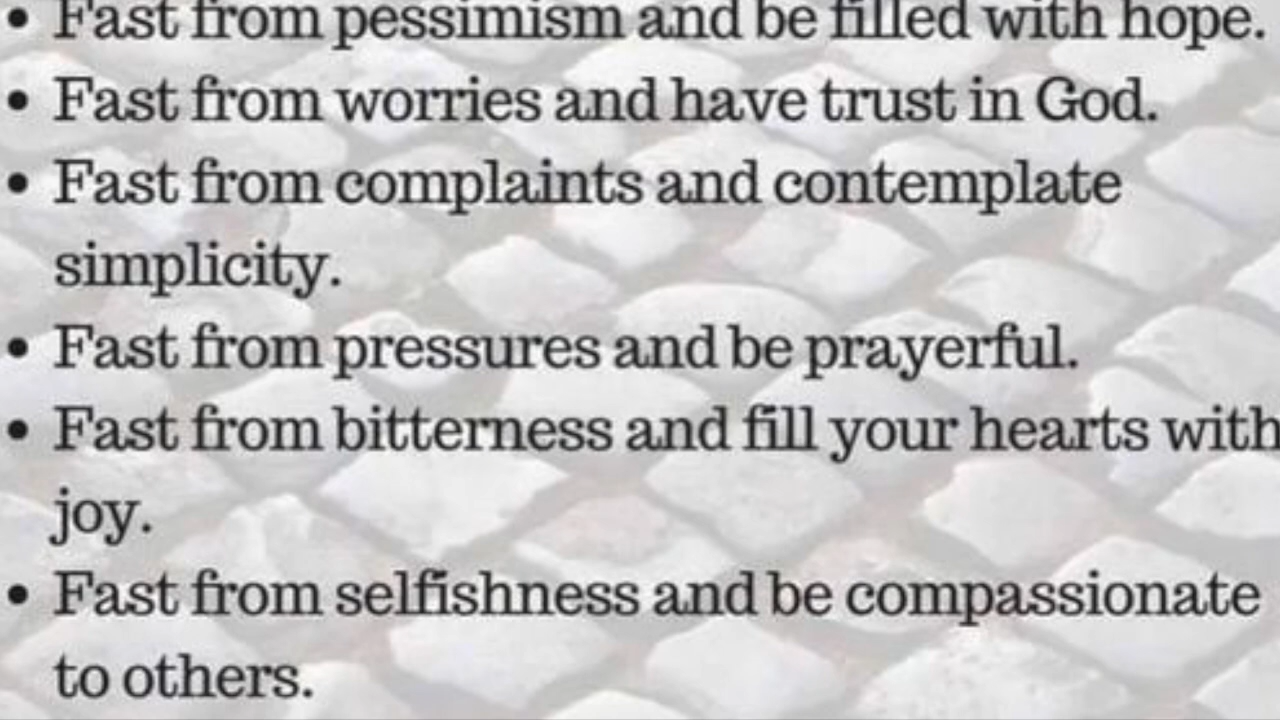 • Fast from pessimism and be filled with hope.
• Fast from worries and have trust in God.
• Fast from complaints and contemplate
simplicity.
• Fast from pressures and be prayerful.
• Fast from bitterness and fill your hearts with
joy.
• Fast from selfishness and be compassionate
to others.